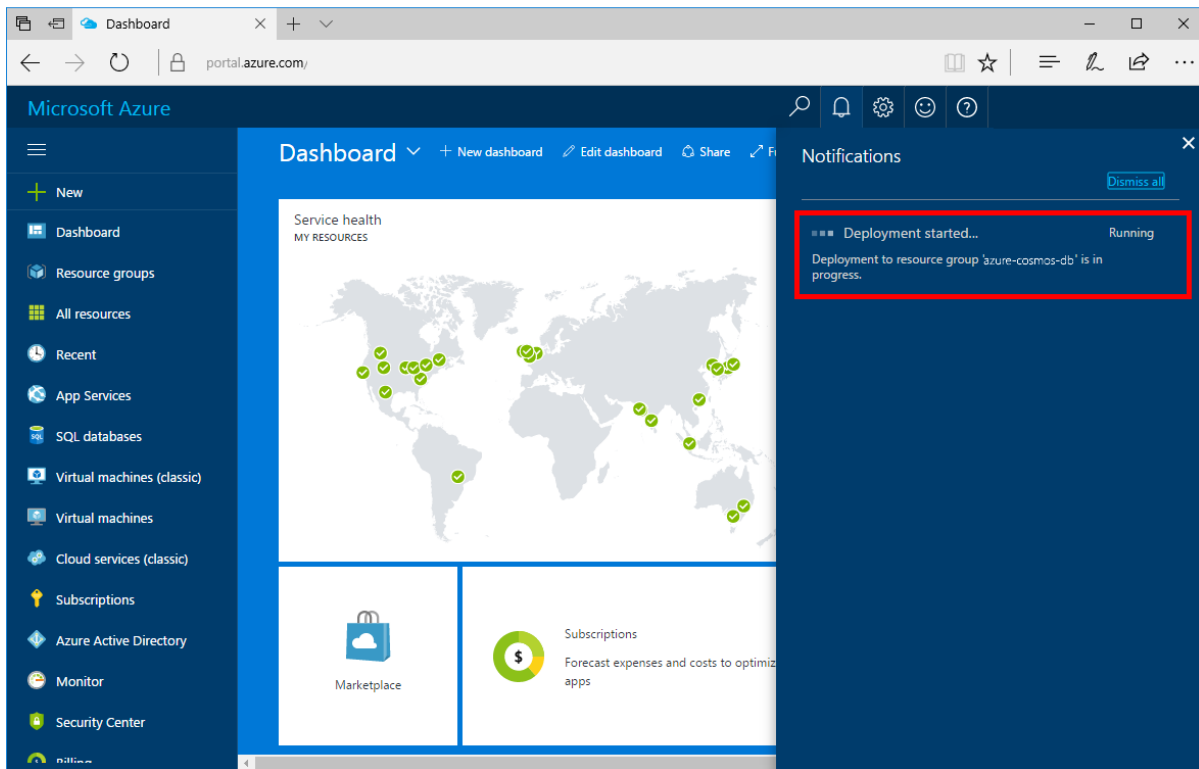 Dashboard
portal.azure.com/
Microsoft Azure
Dashboard
+ New dashboard
Edit dashboard
Share
Notifications
Dismiss all
New
Dashboard
Resource groups
All resources
Recent
App Services
SQL databases
Virtual machines (classic)
Virtual machines
Cloud services (classic)
Subscriptions
Azure Active Directory
Monitor
Security Center
Service health
MY RESOURCES
Marketplace
Subscriptions
Forecast expenses and costs to optimiz
apps
Deployment started...
Running
Deployment to resource group 'azure-cosmos-db' is in
progress.